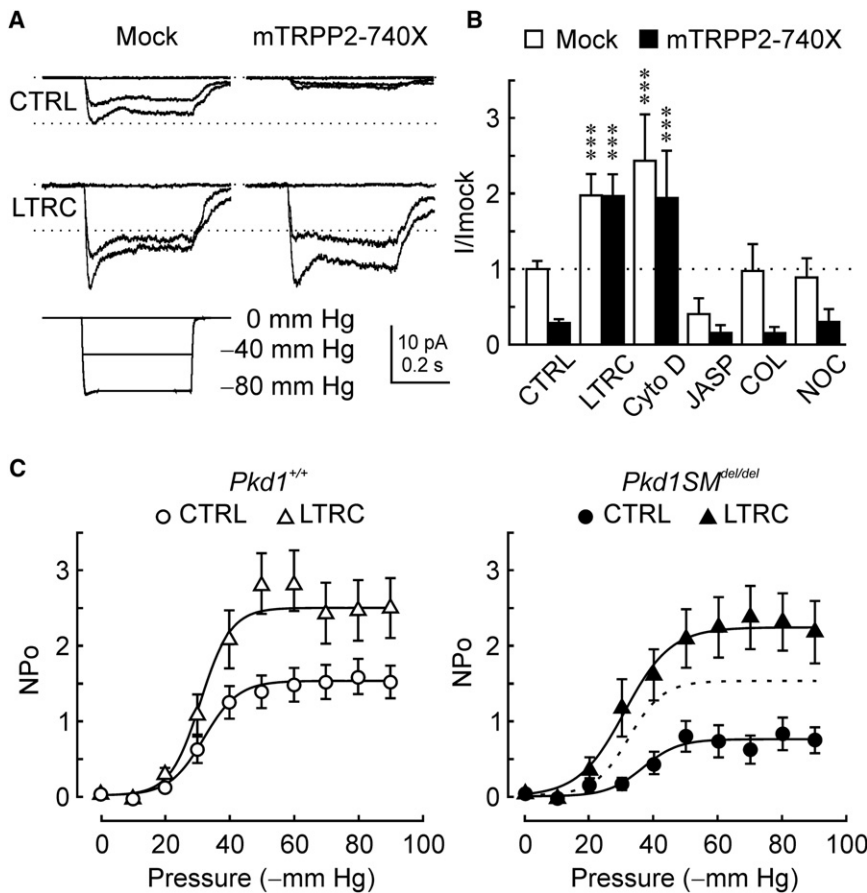 A
Mock
mTRPP2-740X
CTRL
LTRC
0 mm Hg
−40 mm Hg
−80 mm Hg
10 pA
0.2 s
B
Mock
mTRPP2-740X
I/Imock
3
2
1
0
***
***
***
***
CTRL
LTRC
Cyto D
JASP
COL
NOC
C
Pkd1+/+
CTRL
LTRC
NPo
3
2
1
0
0 20 40 60 80 100
Pressure (−mm Hg)
Pkd1SMdel/del
CTRL
LTRC
NPo
3
2
1
0
0 20 40 60 80 100
Pressure (−mm Hg)